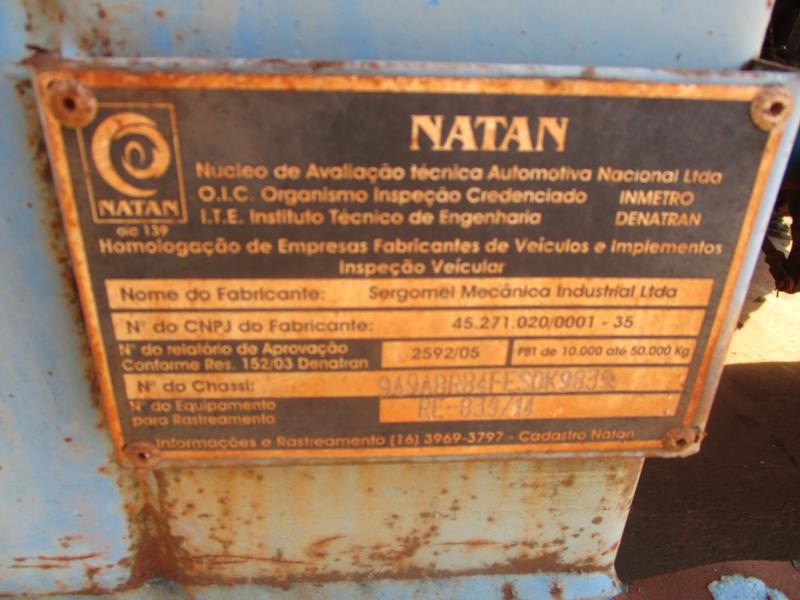 NATAN
oic 139
NATAN
Núcleo de Avaliação técnica Automotiva Nacional Ltda
O.I.C. Organismo Inspeção Credenciado INMETRO
I.T.E. Instituto Técnico de Engenharia DENATRAN
Homologação de Empresas Fabricantes de Veículos e Implementos
Inspeção Veícular
Nome do Fabricante: Sergomel Mecânica Industrial Ltda
Nº do CNPJ do Fabricante: 45.271.020/0001 - 35
Nº do relatório de Aprovação
Conforme Res. 152/03 Denatran
2592/05
PBT de 10.000 até 50.000 Kg
Nº do Chassi:
Nº do Equipamento
para Rastreamento
RE-839/14
Informações e Rastreamento (16) 3969-3797 - Cadastro Natan